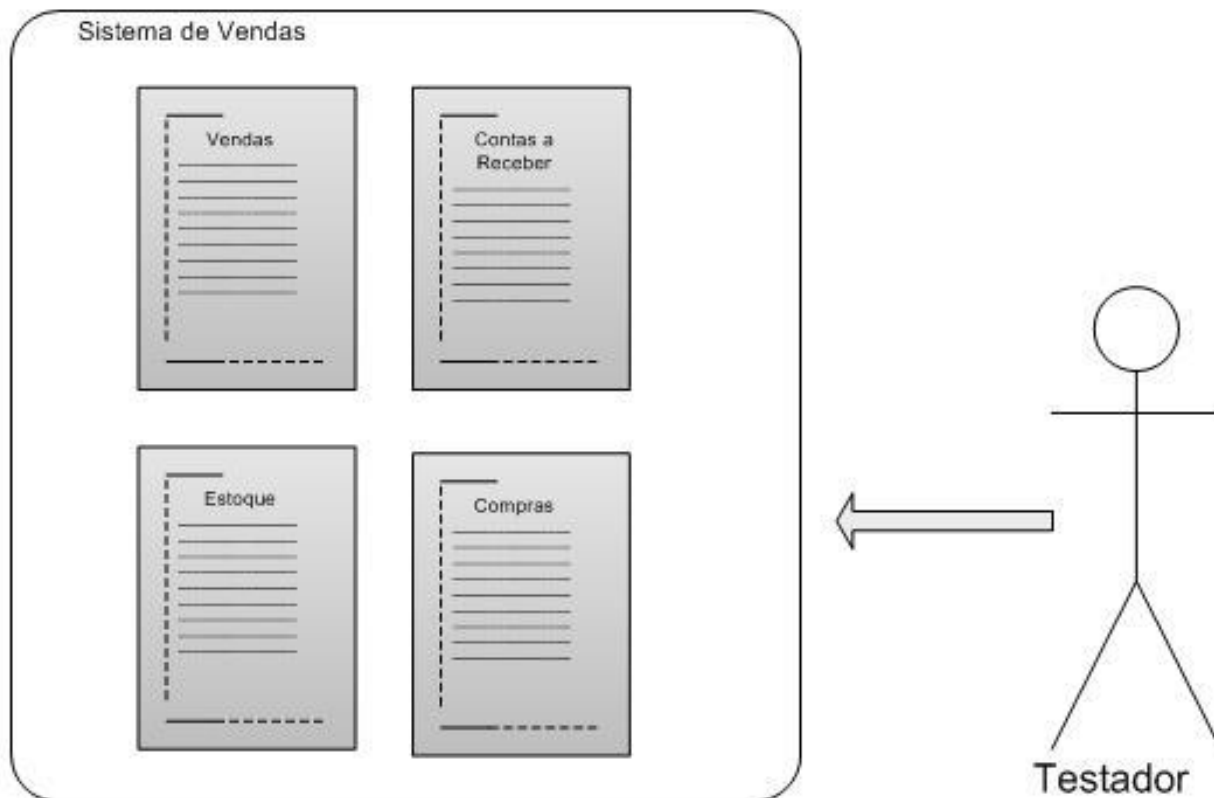 Sistema de Vendas
Vendas
Contas a
Receber
Estoque
Compras
Testador